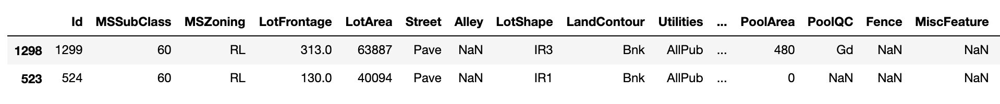 Id MSSubClass MSZoning LotFrontage LotArea Street Alley LotShape LandContour Utilities ... PoolArea PoolQC Fence MiscFeature
1298 1299 60 RL 313.0 63887 Pave NaN IR3 Bnk AllPub ... 480 Gd NaN NaN
523 524 60 RL 130.0 40094 Pave NaN IR1 Bnk AllPub ... 0 NaN NaN NaN